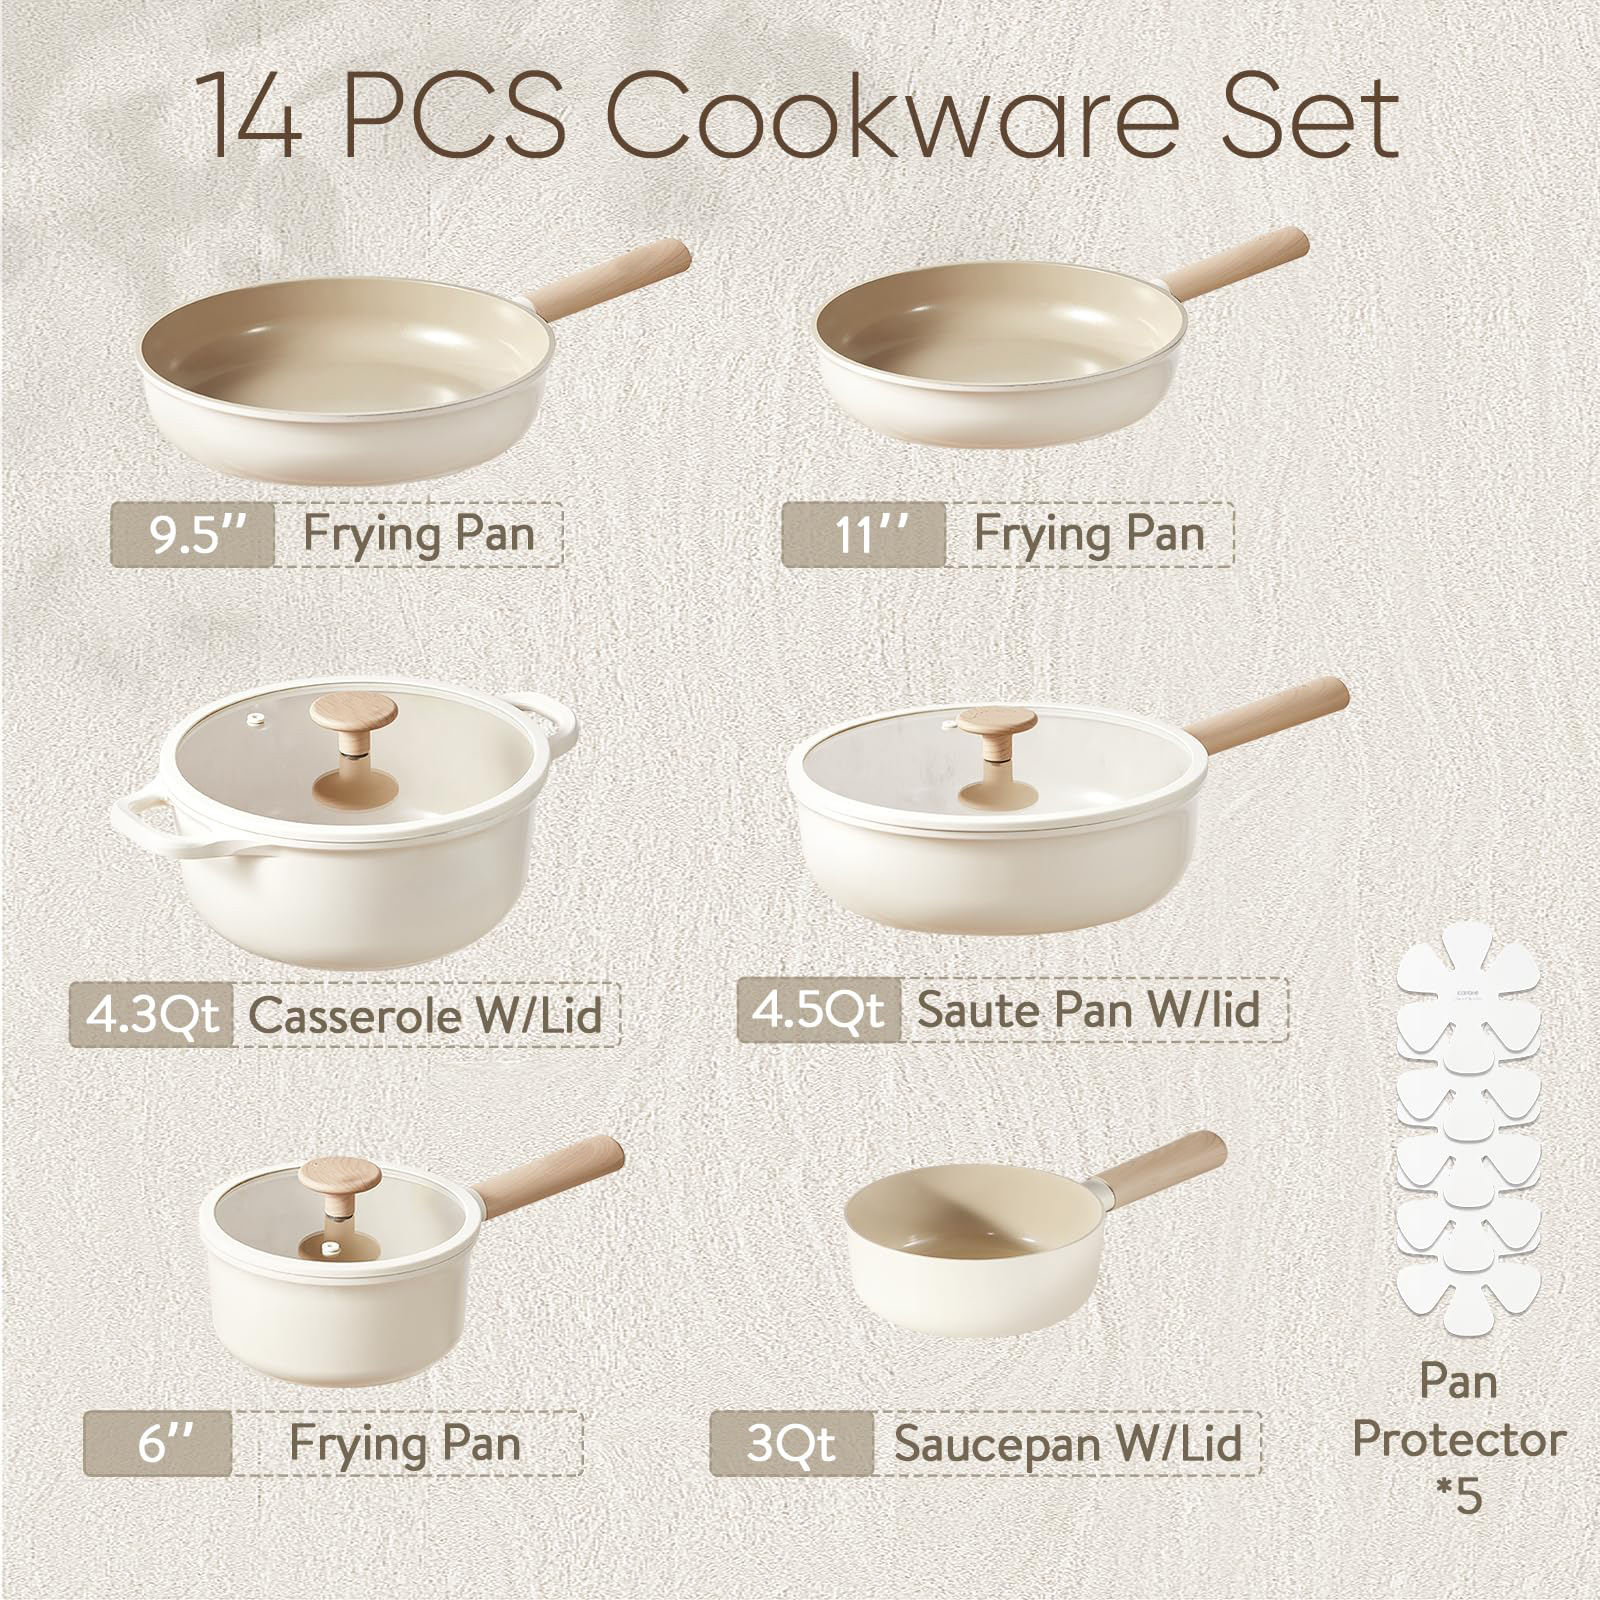 14 PCS Cookware Set
9.5'' Frying Pan
11'' Frying Pan
4.3Qt Casserole W/Lid
4.5Qt Saute Pan W/lid
6'' Frying Pan
3Qt Saucepan W/Lid
Pan
Protector
*5